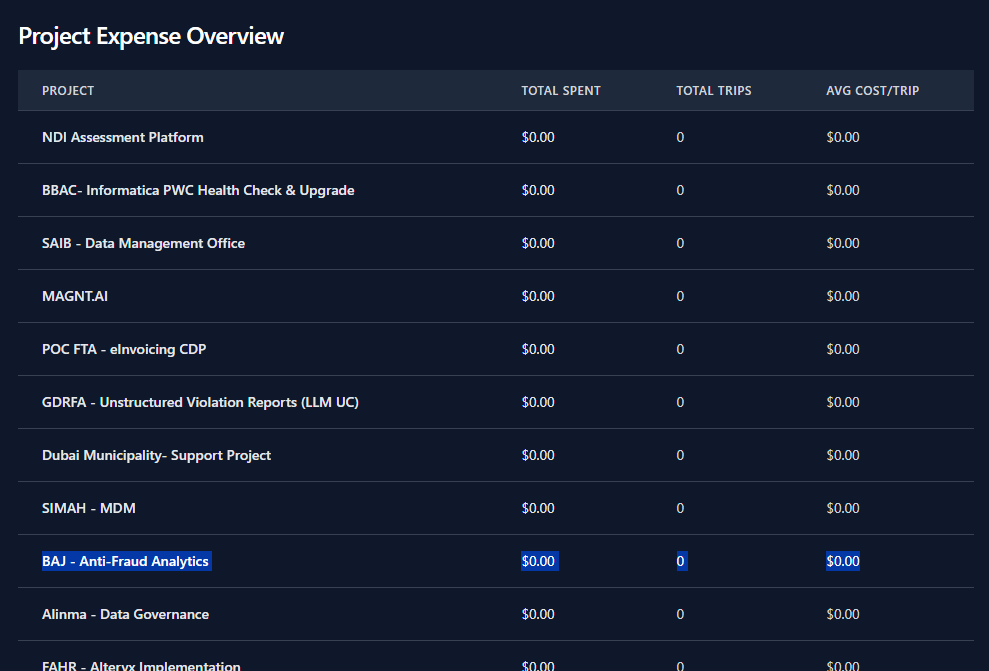 Project Expense Overview
PROJECT TOTAL SPENT TOTAL TRIPS AVG COST/TRIP
NDI Assessment Platform $0.00 0 $0.00
BBAC- Informatica PWC Health Check & Upgrade $0.00 0 $0.00
SAIB - Data Management Office $0.00 0 $0.00
MAGNT.AI $0.00 0 $0.00
POC FTA - eInvoicing CDP $0.00 0 $0.00
GDRFA - Unstructured Violation Reports (LLM UC) $0.00 0 $0.00
Dubai Municipality- Support Project $0.00 0 $0.00
SIMAH - MDM $0.00 0 $0.00
BAJ - Anti-Fraud Analytics $0.00 0 $0.00
Alinma - Data Governance $0.00 0 $0.00
FAHR - Alteryx Implementation $0.00 0 $0.00